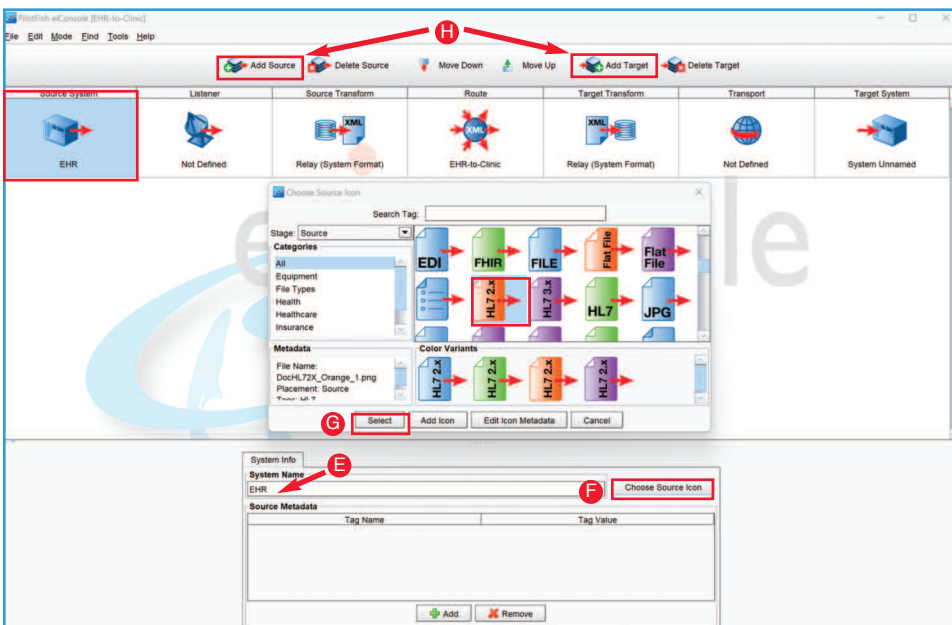 PilotFish eiConsole [EHR-to-Clinic]
File Edit Mode Find Tools Help
H
Add Source Delete Source Move Down Move Up Add Target Delete Target
Source System Listener Source Transform Route Target Transform Transport Target System
XML XML XML
EHR Not Defined Relay (System Format) EHR-to-Clinic Relay (System Format) Not Defined System Unnamed
Choose Source Icon
Search Tag:
Stage: Source
Categories
All
Equipment
File Types
Health
Healthcare
Insurance
EDI FHIR FILE Flat File Flat File
HL7 2.x HL7 3.x HL7 JPG
Metadata
File Name:
DocHL72X_Orange_1.png
Placement: Source
Tags: HL7
Color Variants
HL7 2.x HL7 2.x HL7 2.x HL7 2.x
G Select Add Icon Edit Icon Metadata Cancel
System Info
E
System Name
EHR
F Choose Source Icon
Source Metadata
Tag Name Tag Value
Add Remove